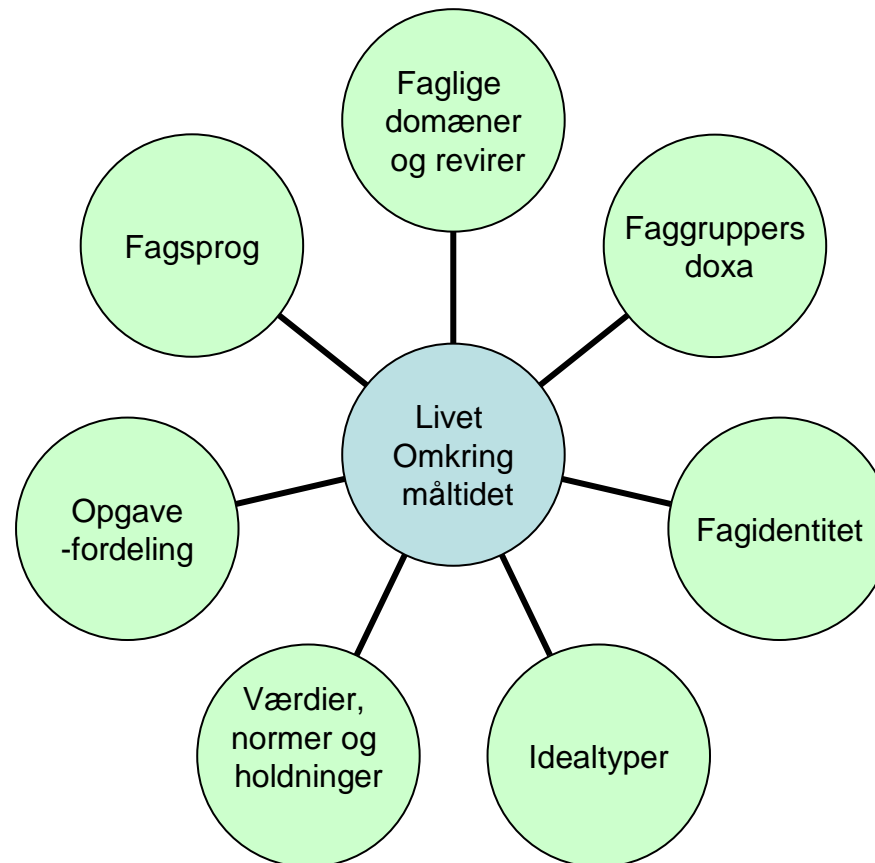 Faglige
domæner
og revirer
Fagsprog
Faggruppers
doxa
Livet
Omkring
måltidet
Opgave
-fordeling
Fagidentitet
Værdier,
normer og
holdninger
Idealtyper